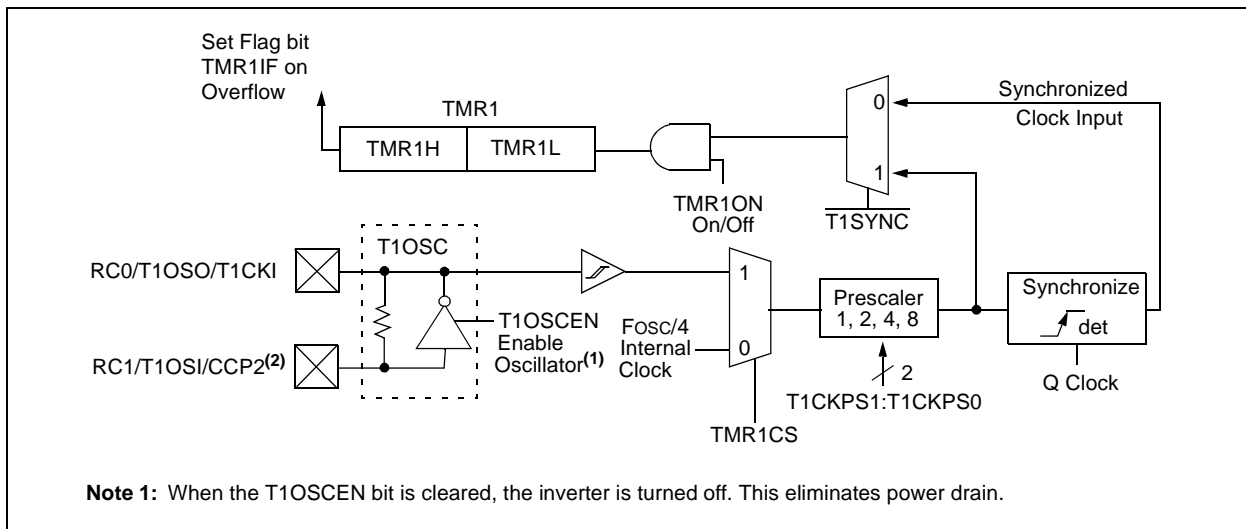 Set Flag bit
TMR1IF on
Overflow
TMR1
TMR1H
TMR1L
TMR1ON
On/Off
0
1
T1SYNC
Synchronized
Clock Input
RC0/T1OSO/T1CKI
T1OSC
RC1/T1OSI/CCP2(2)
T1OSCEN
Enable
Oscillator(1)
FOSC/4
Internal
Clock
1
0
TMR1CS
Prescaler
1, 2, 4, 8
2
T1CKPS1:T1CKPS0
Synchronize
det
Q Clock
Note 1: When the T1OSCEN bit is cleared, the inverter is turned off. This eliminates power drain.